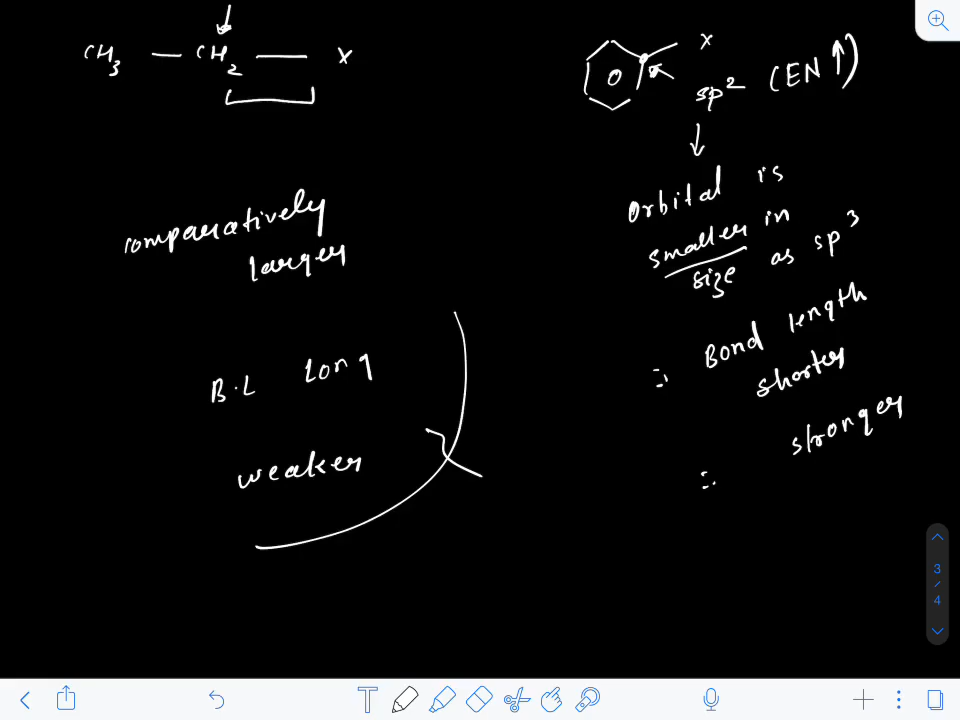 CH3 — CH2 — X
comparatively
larger
B.L long
weaker
X
sp2 (EN ↑)
↓
orbital is
smaller in
size as sp3
∴ Bond length
shorter
∴ stronger
3
/
4
T